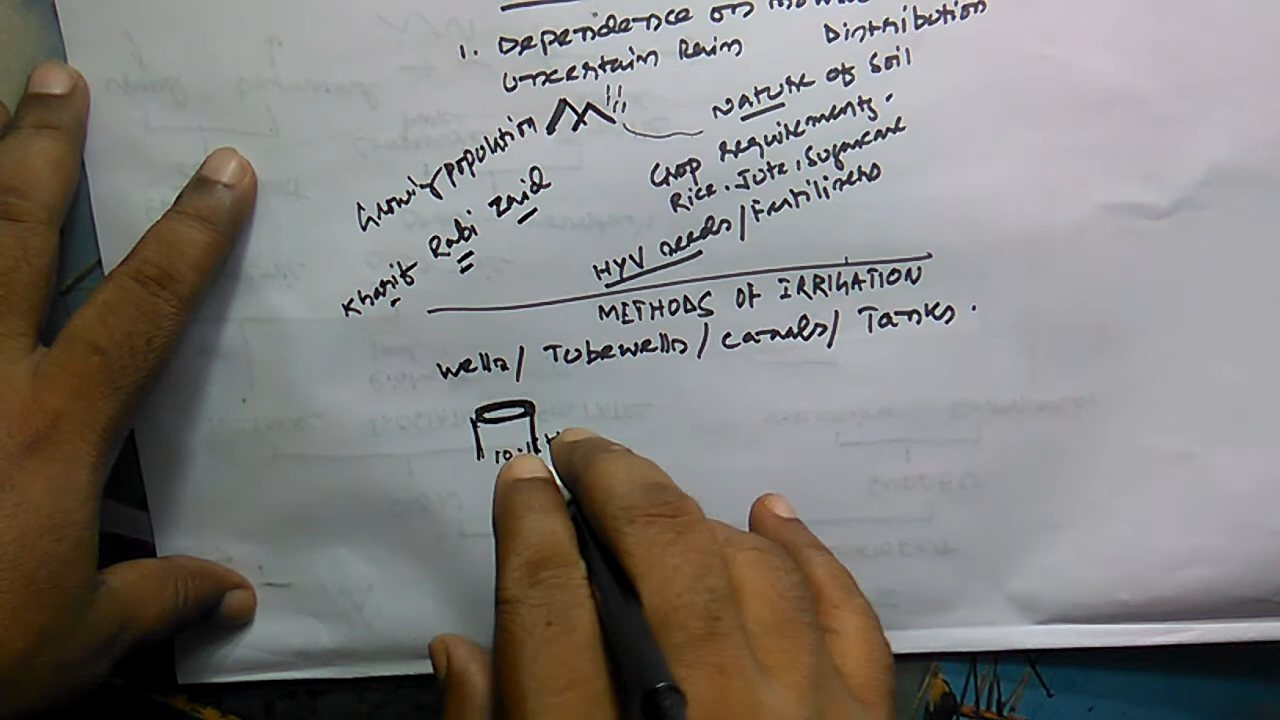 1. Dependence on
Uncertain Rain
Distribution
Growing population
Nature of Soil
Crop requirements.
Rice, Jute, Sugarcane
Kharif Rabi Zaid
HYV seeds/Fertilizers
METHODS OF IRRIGATION
Wells/ Tubewells/ Canals/ Tanks.